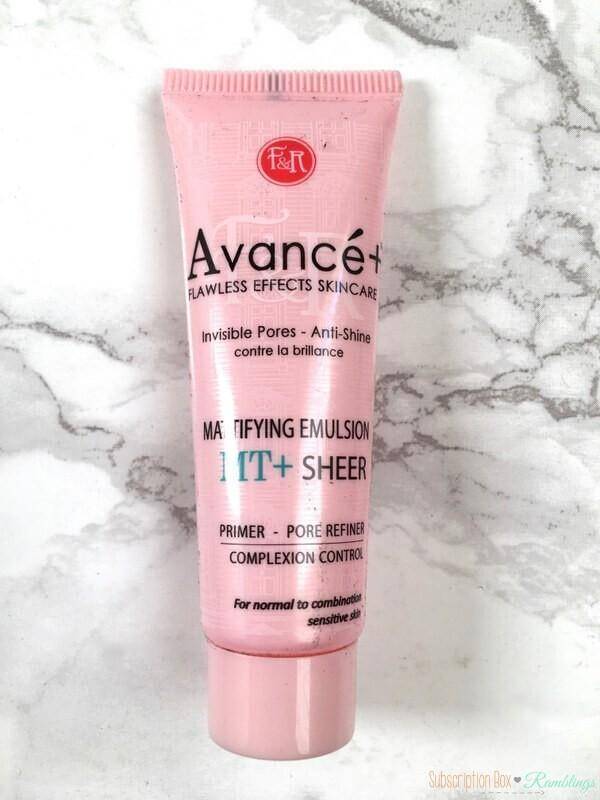 F&R
Avancé+
FLAWLESS EFFECTS SKINCARE
Invisible Pores - Anti-Shine
contre la brillance
MATTIFYING EMULSION
MT+ SHEER
PRIMER - PORE REFINER
COMPLEXION CONTROL
For normal to combination
sensitive skin
Subscription Box ♥ Ramblings